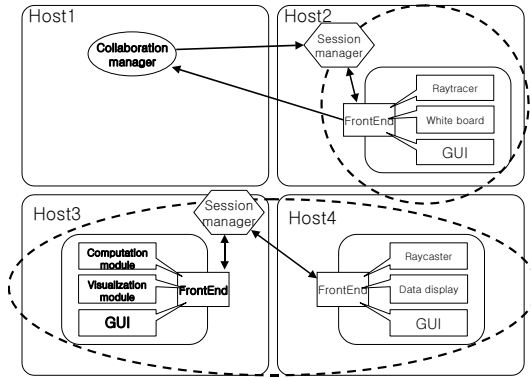 Host1
Collaboration
manager
Host2
Session
manager
FrontEnd
Raytracer
White board
GUI
Host3
Session
manager
Computation
module
Visualization
module
GUI
FrontEnd
Host4
FrontEnd
Raycaster
Data display
GUI